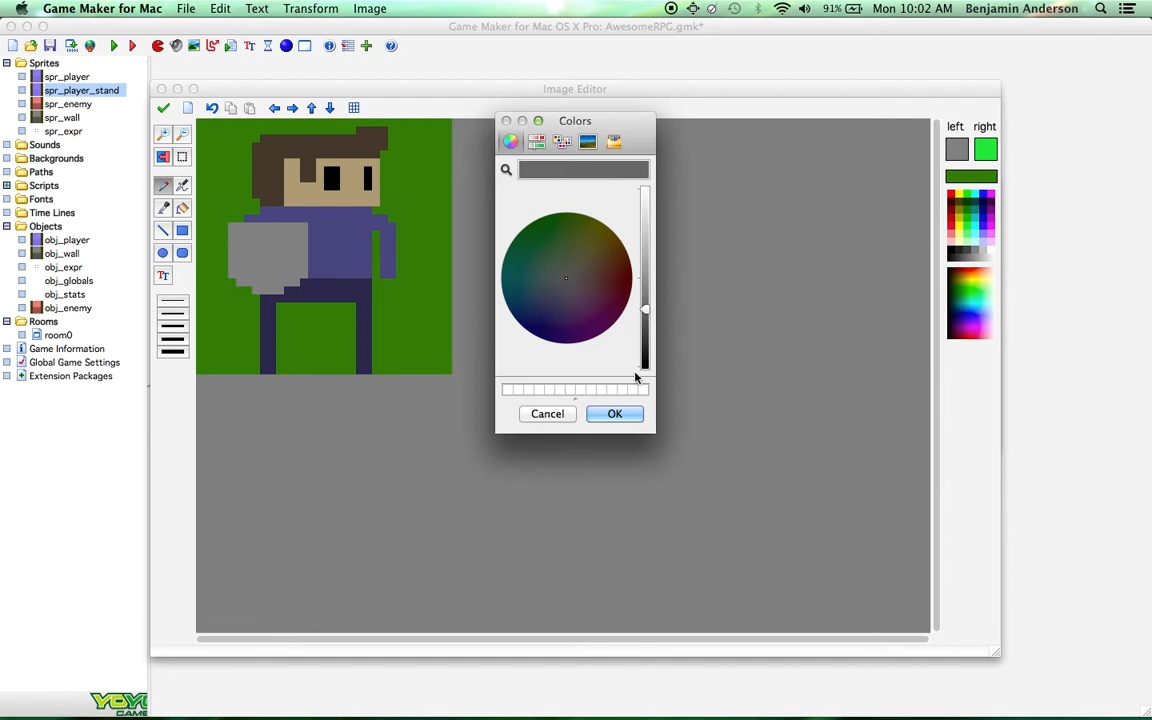 Game Maker for Mac File Edit Text Transform Image 91% Mon 10:02 AM Benjamin Anderson
Game Maker for Mac OS X Pro: AwesomeRPG.gmk*
Sprites
spr_player
spr_player_stand
spr_enemy
spr_wall
spr_expr
Sounds
Backgrounds
Paths
Scripts
Fonts
Time Lines
Objects
obj_player
obj_wall
obj_expr
obj_globals
obj_stats
obj_enemy
Rooms
room0
Game Information
Global Game Settings
Extension Packages
YOYO
GAME
Image Editor
left right
Colors
Cancel OK